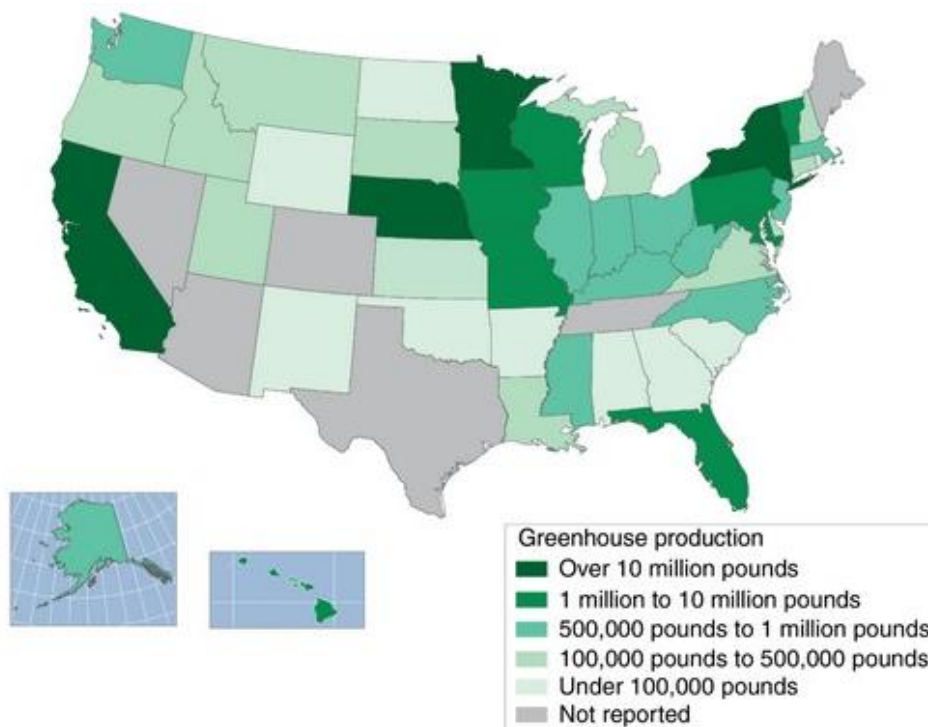 Greenhouse production
Over 10 million pounds
1 million to 10 million pounds
500,000 pounds to 1 million pounds
100,000 pounds to 500,000 pounds
Under 100,000 pounds
Not reported